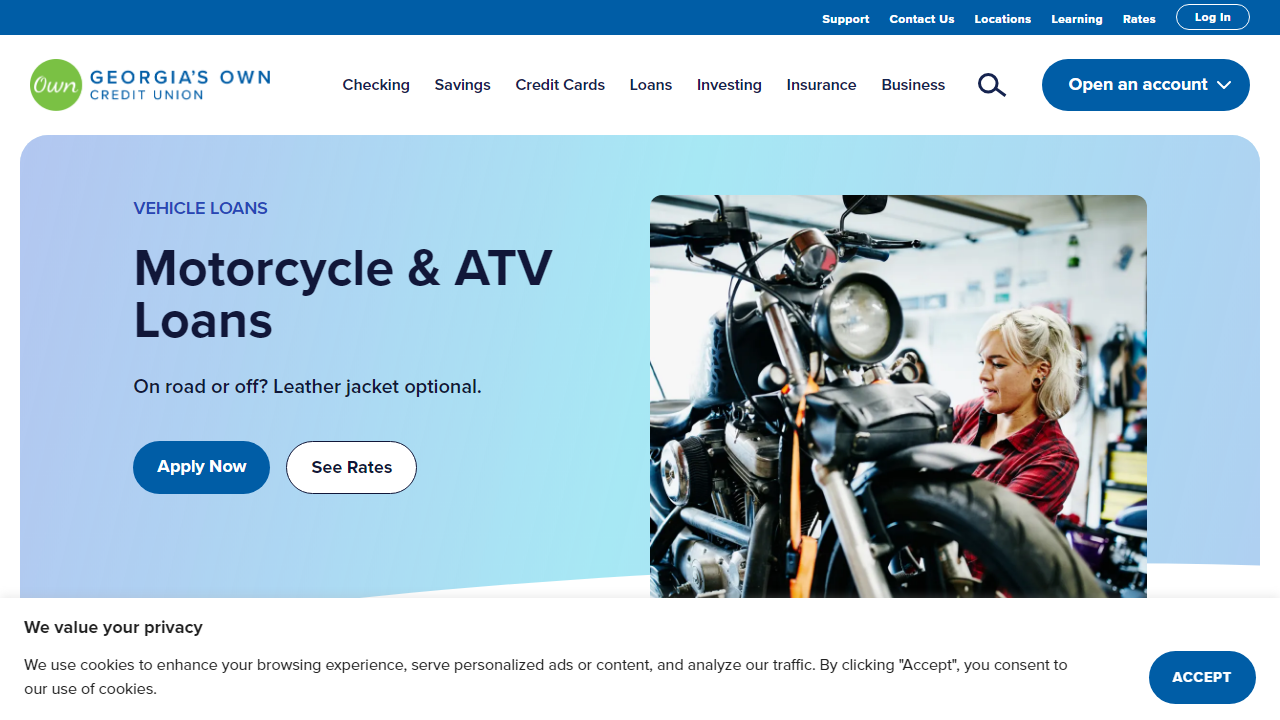 Support Contact Us Locations Learning Rates Log In
Own GEORGIA'S OWN
CREDIT UNION
Checking Savings Credit Cards Loans Investing Insurance Business Open an account
VEHICLE LOANS
Motorcycle & ATV
Loans
On road or off? Leather jacket optional.
Apply Now See Rates
We value your privacy
We use cookies to enhance your browsing experience, serve personalized ads or content, and analyze our traffic. By clicking "Accept", you consent to
our use of cookies.
ACCEPT